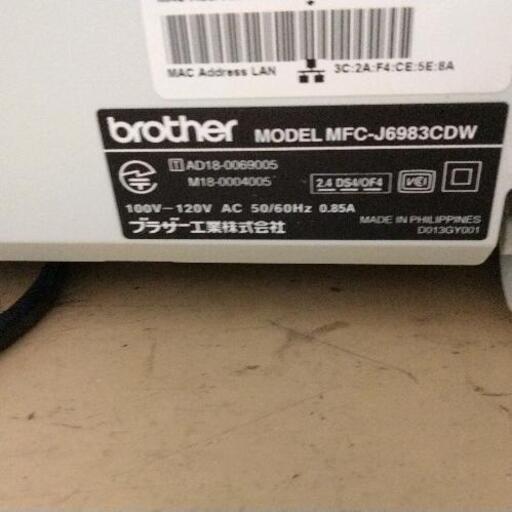 MAC Address LAN 3C:2A:F4:CE:5E:8A
brother MODEL MFC-J6983CDW
T AD18-0069005
M18-0004005 2.4 DS4/OF4 VCCI
100V-120V AC 50/60Hz 0.85A MADE IN PHILIPPINES
ブラザー工業株式会社 D013GY001